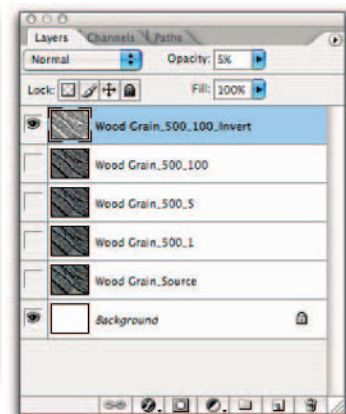 Layers Channels Paths
Normal Opacity: 5%
Lock: Fill: 100%
Wood Grain_500_100_Invert
Wood Grain_500_100
Wood Grain_500_5
Wood Grain_500_1
Wood Grain_Source
Background